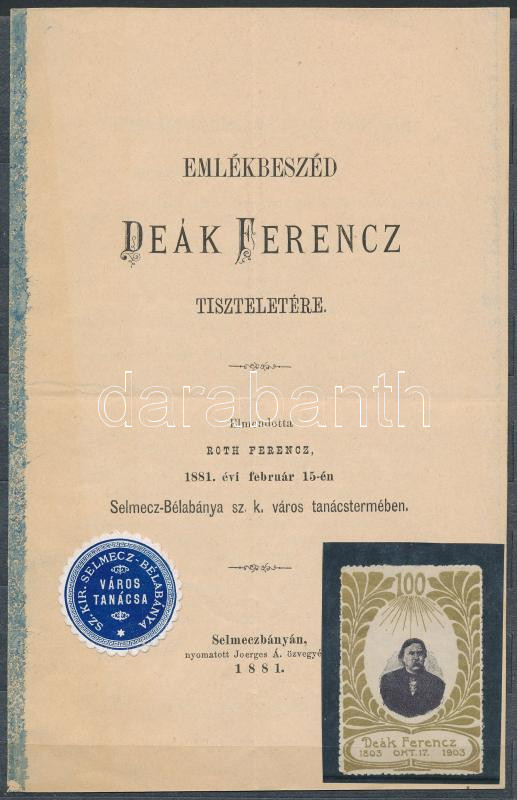 EMLÉKBESZÉD
DEÁK FERENCZ
TISZTELETÉRE.
darabanth
Elmondotta
ROTH FERENCZ,
1881. évi február 15-én
Selmecz-Bélabánya sz. k. város tanácstermében.
SZ. KIR. SELMECZ-BÉLABÁNYA
VÁROS
TANÁCSA
Selmeczbányán,
nyomatott Joerges Á. özvegyé
1881.
100
Deák Ferencz
1803 OKT. 17. 1903